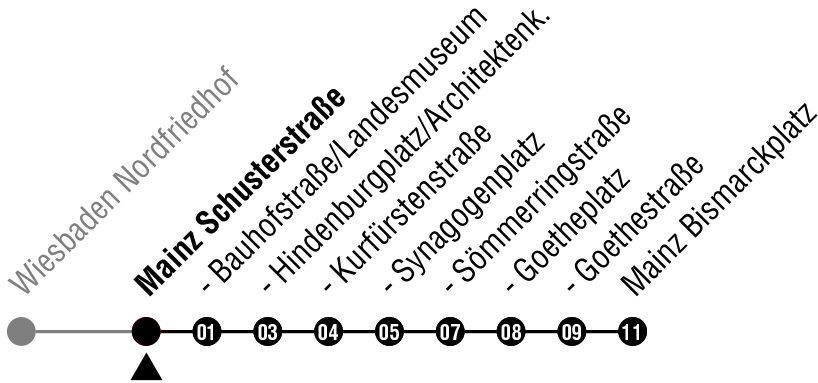 Wiesbaden Nordfriedhof
Mainz Schusterstraße
- Bauhofstraße/Landesmuseum
- Hindenburgplatz/Architektenk.
- Kurfürstenstraße
- Synagogenplatz
- Sömmerringstraße
- Goetheplatz
- Goethestraße
Mainz Bismarckplatz
01 03 04 05 07 08 09 11